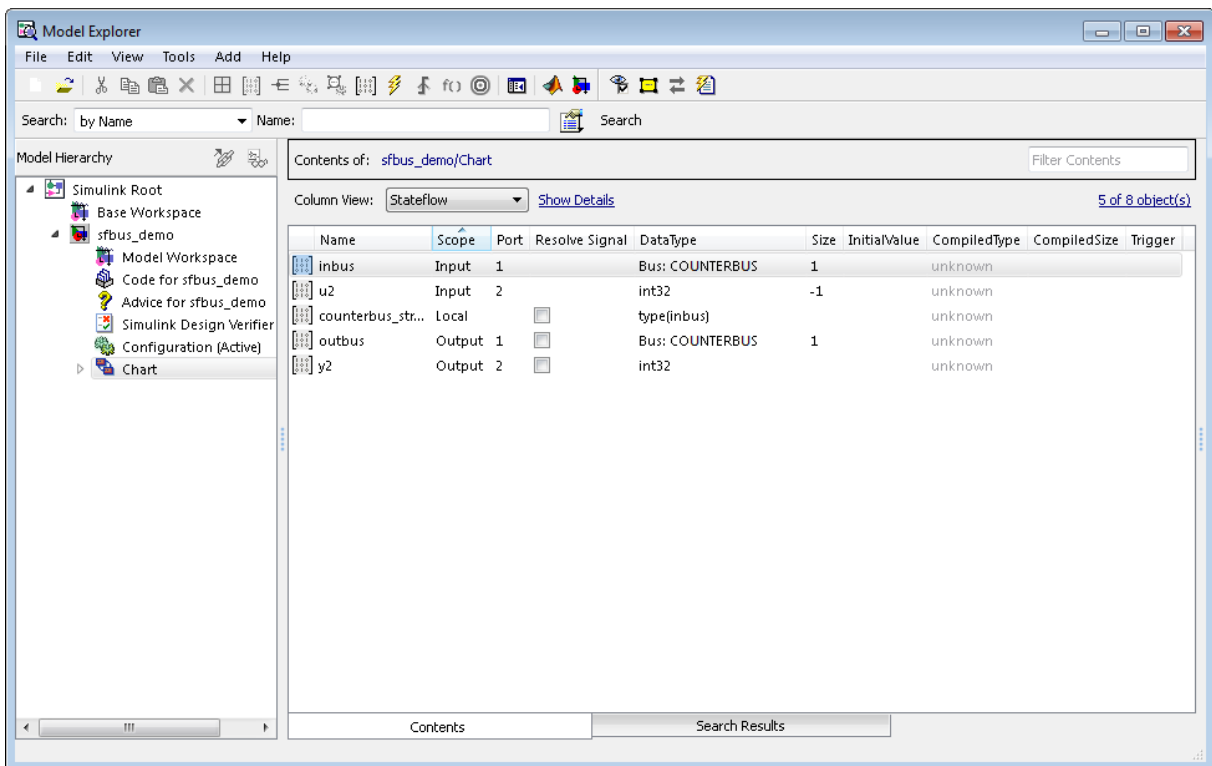 Model Explorer
File Edit View Tools Add Help
Search: by Name Name: Search
Model Hierarchy
Contents of: sfbus_demo/Chart Filter Contents
Simulink Root
Column View: Stateflow Show Details 5 of 8 object(s)
Base Workspace
sfbus_demo
Name Scope Port Resolve Signal DataType Size InitialValue CompiledType CompiledSize Trigger
Model Workspace
inbus Input 1 Bus: COUNTERBUS 1 unknown
Code for sfbus_demo
u2 Input 2 int32 -1 unknown
Advice for sfbus_demo
counterbus_str... Local type(inbus) unknown
Simulink Design Verifier
outbus Output 1 Bus: COUNTERBUS 1 unknown
Configuration (Active)
y2 Output 2 int32 unknown
Chart
Contents Search Results